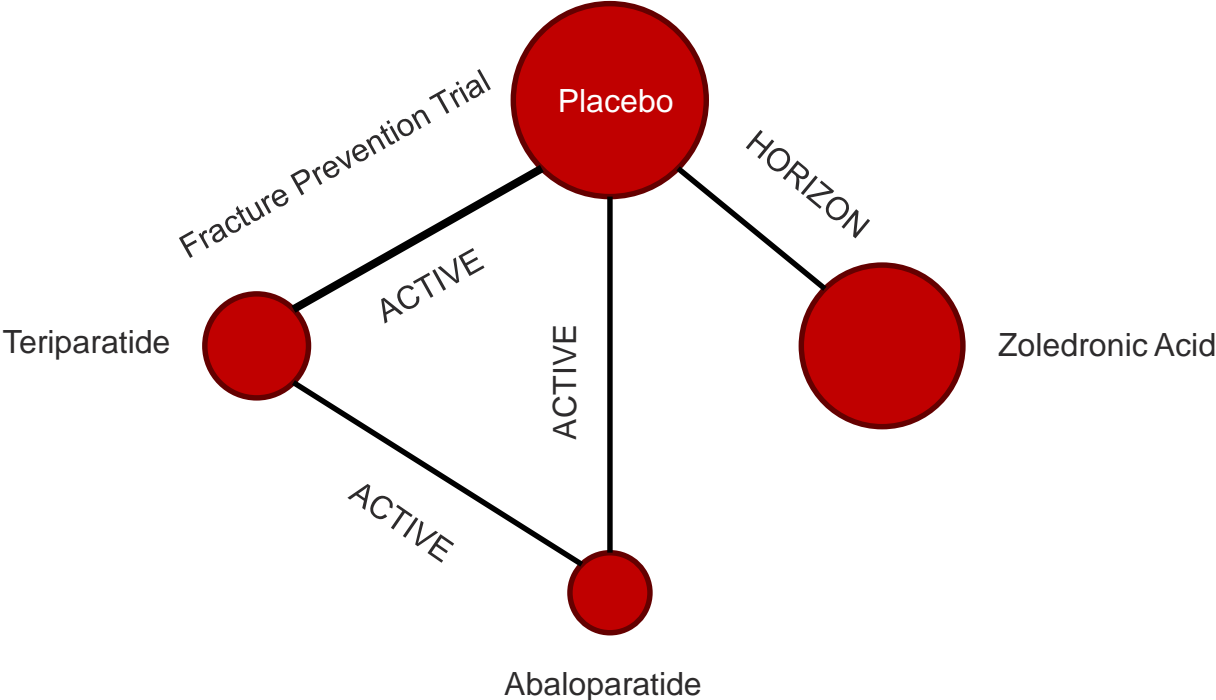 Placebo
Fracture Prevention Trial
HORIZON
ACTIVE
Teriparatide
ACTIVE
Zoledronic Acid
ACTIVE
Abaloparatide